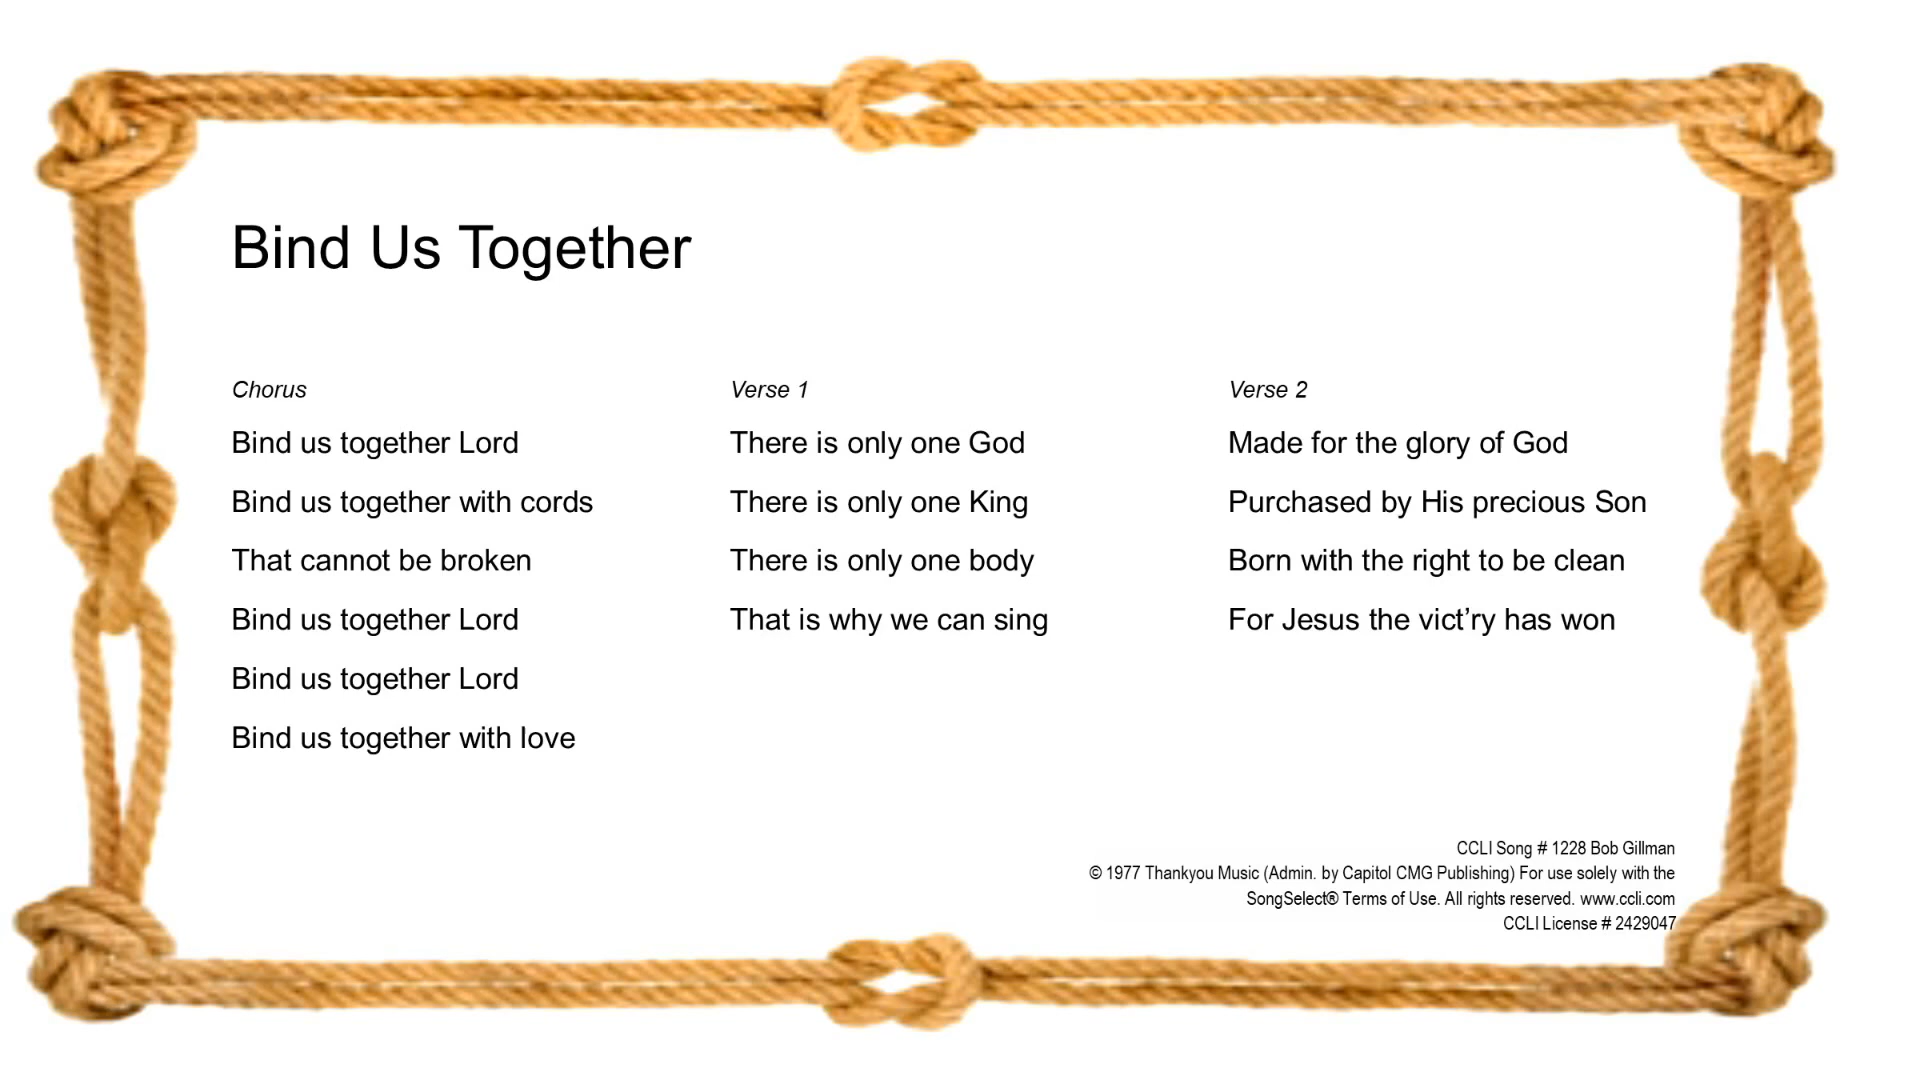 Bind Us Together
Chorus
Bind us together Lord
Bind us together with cords
That cannot be broken
Bind us together Lord
Bind us together Lord
Bind us together with love
Verse 1
There is only one God
There is only one King
There is only one body
That is why we can sing
Verse 2
Made for the glory of God
Purchased by His precious Son
Born with the right to be clean
For Jesus the vict’ry has won
CCLI Song # 1228 Bob Gillman
© 1977 Thankyou Music (Admin. by Capitol CMG Publishing) For use solely with the
SongSelect® Terms of Use. All rights reserved. www.ccli.com
CCLI License # 2429047